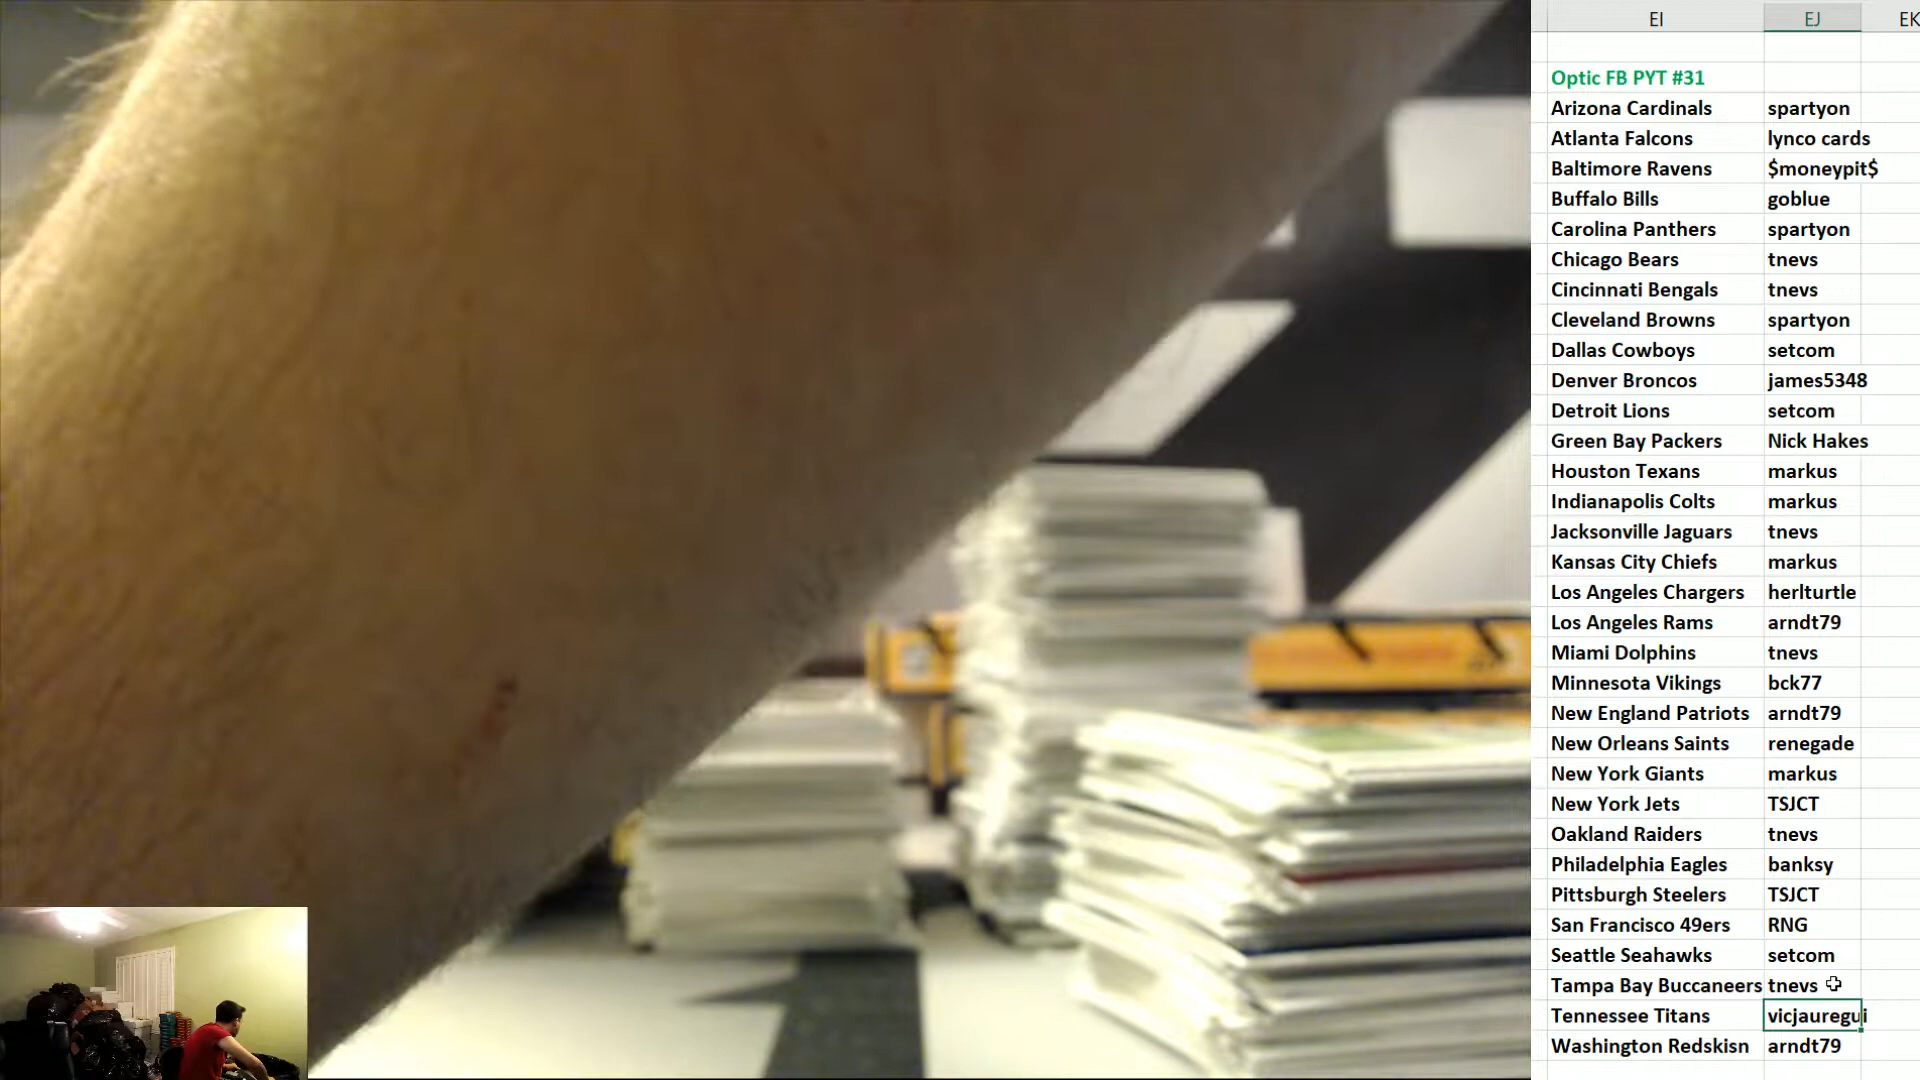 EI EJ EK
Optic FB PYT #31
Arizona Cardinals spartyon
Atlanta Falcons lynco cards
Baltimore Ravens $moneypit$
Buffalo Bills goblue
Carolina Panthers spartyon
Chicago Bears tnevs
Cincinnati Bengals tnevs
Cleveland Browns spartyon
Dallas Cowboys setcom
Denver Broncos james5348
Detroit Lions setcom
Green Bay Packers Nick Hakes
Houston Texans markus
Indianapolis Colts markus
Jacksonville Jaguars tnevs
Kansas City Chiefs markus
Los Angeles Chargers herlturtle
Los Angeles Rams arndt79
Miami Dolphins tnevs
Minnesota Vikings bck77
New England Patriots arndt79
New Orleans Saints renegade
New York Giants markus
New York Jets TSJCT
Oakland Raiders tnevs
Philadelphia Eagles banksy
Pittsburgh Steelers TSJCT
San Francisco 49ers RNG
Seattle Seahawks setcom
Tampa Bay Buccaneers tnevs
Tennessee Titans vicjauregui
Washington Redskisn arndt79